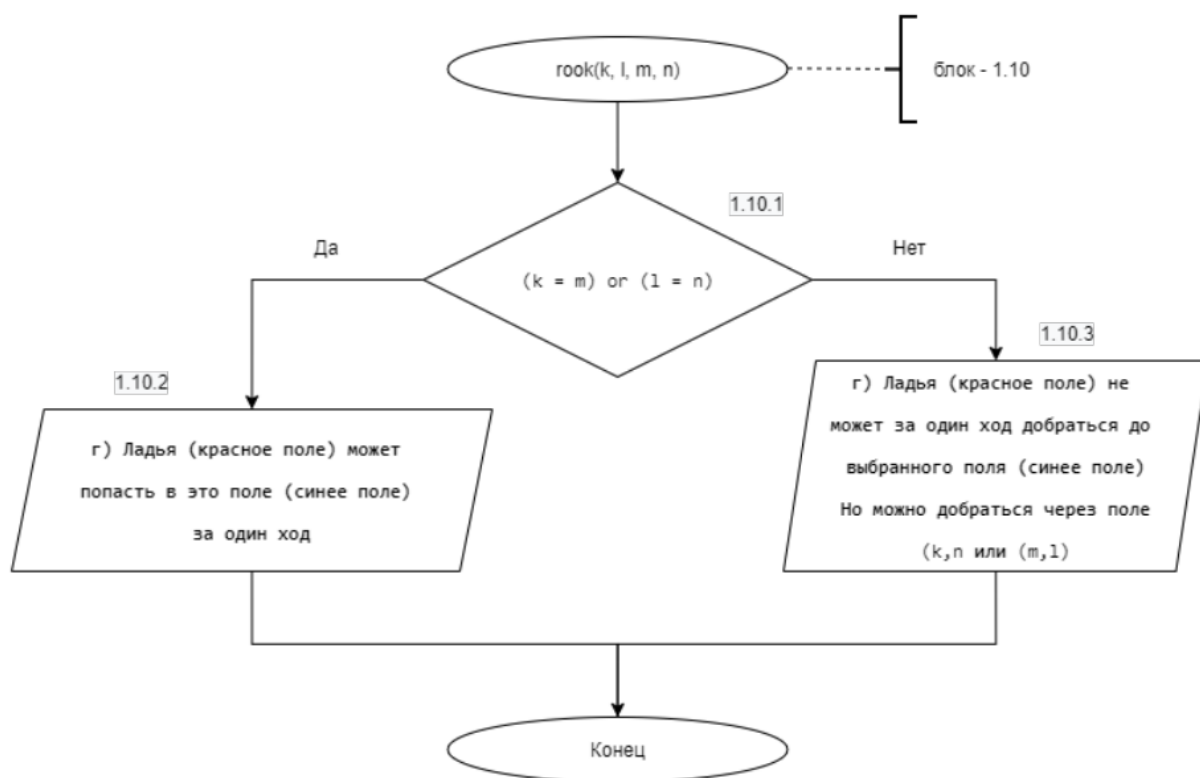 rook(k, l, m, n)
блок - 1.10
1.10.1
Да
Нет
(k = m) or (l = n)
1.10.2
г) Ладья (красное поле) может
попасть в это поле (синее поле)
за один ход
1.10.3
г) Ладья (красное поле) не
может за один ход добраться до
выбранного поля (синее поле)
Но можно добраться через поле
(k,n или (m,l)
Конец